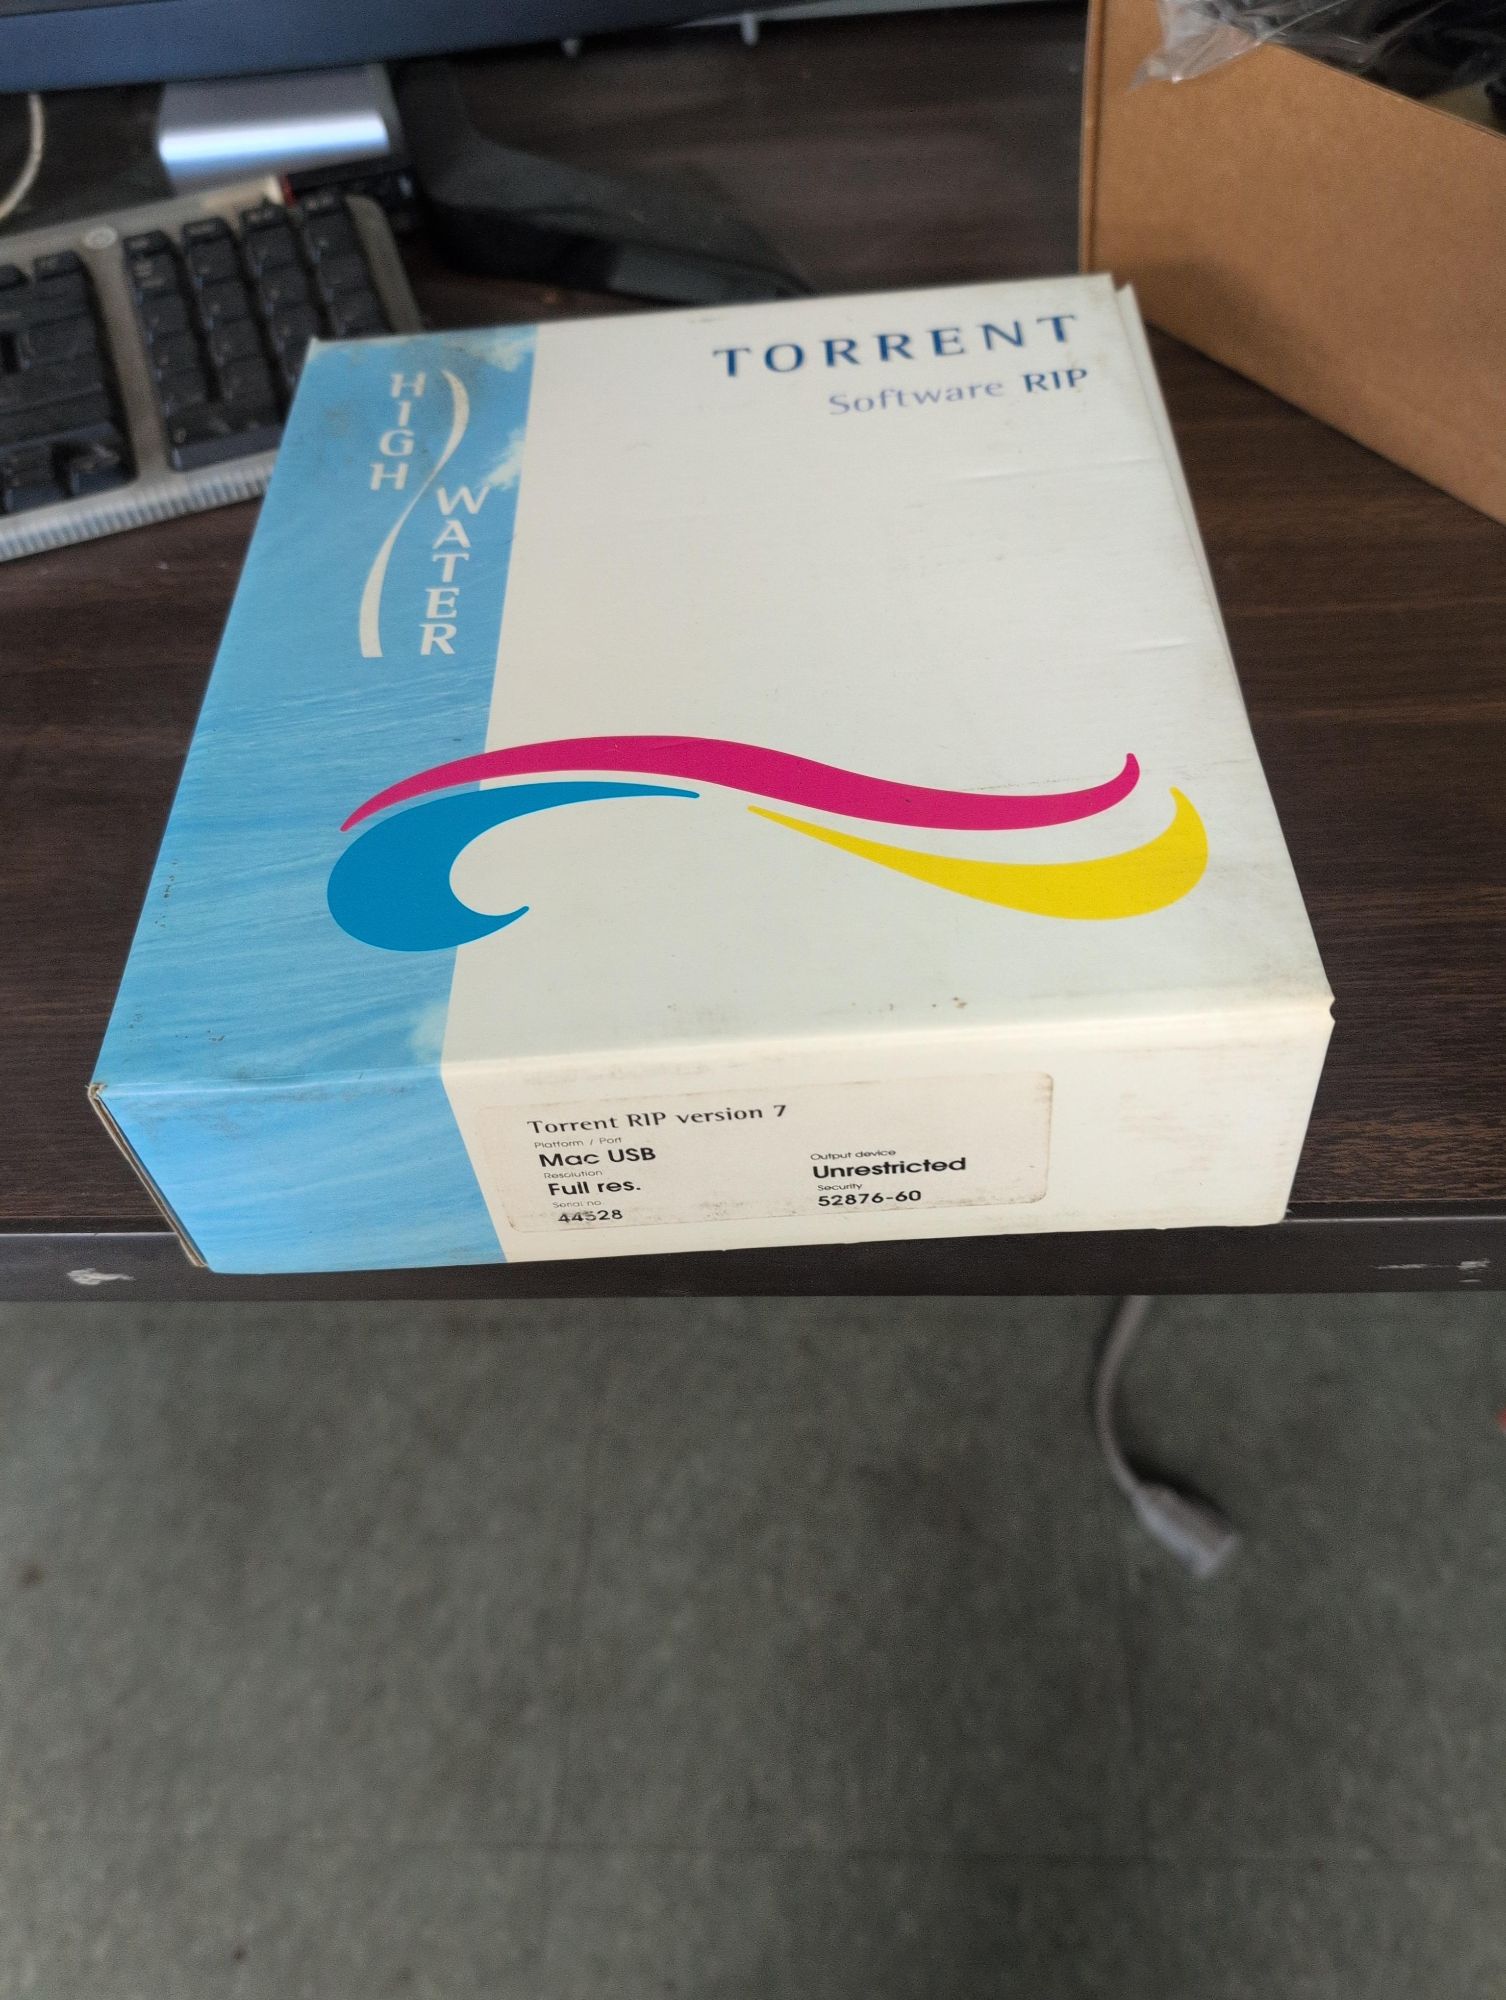 HIGH
WATER
TORRENT
Software RIP
Torrent RIP version 7
Platform / Port
Mac USB
Resolution
Full res.
Serial no
44528
Output device
Unrestricted
Security
52876-60